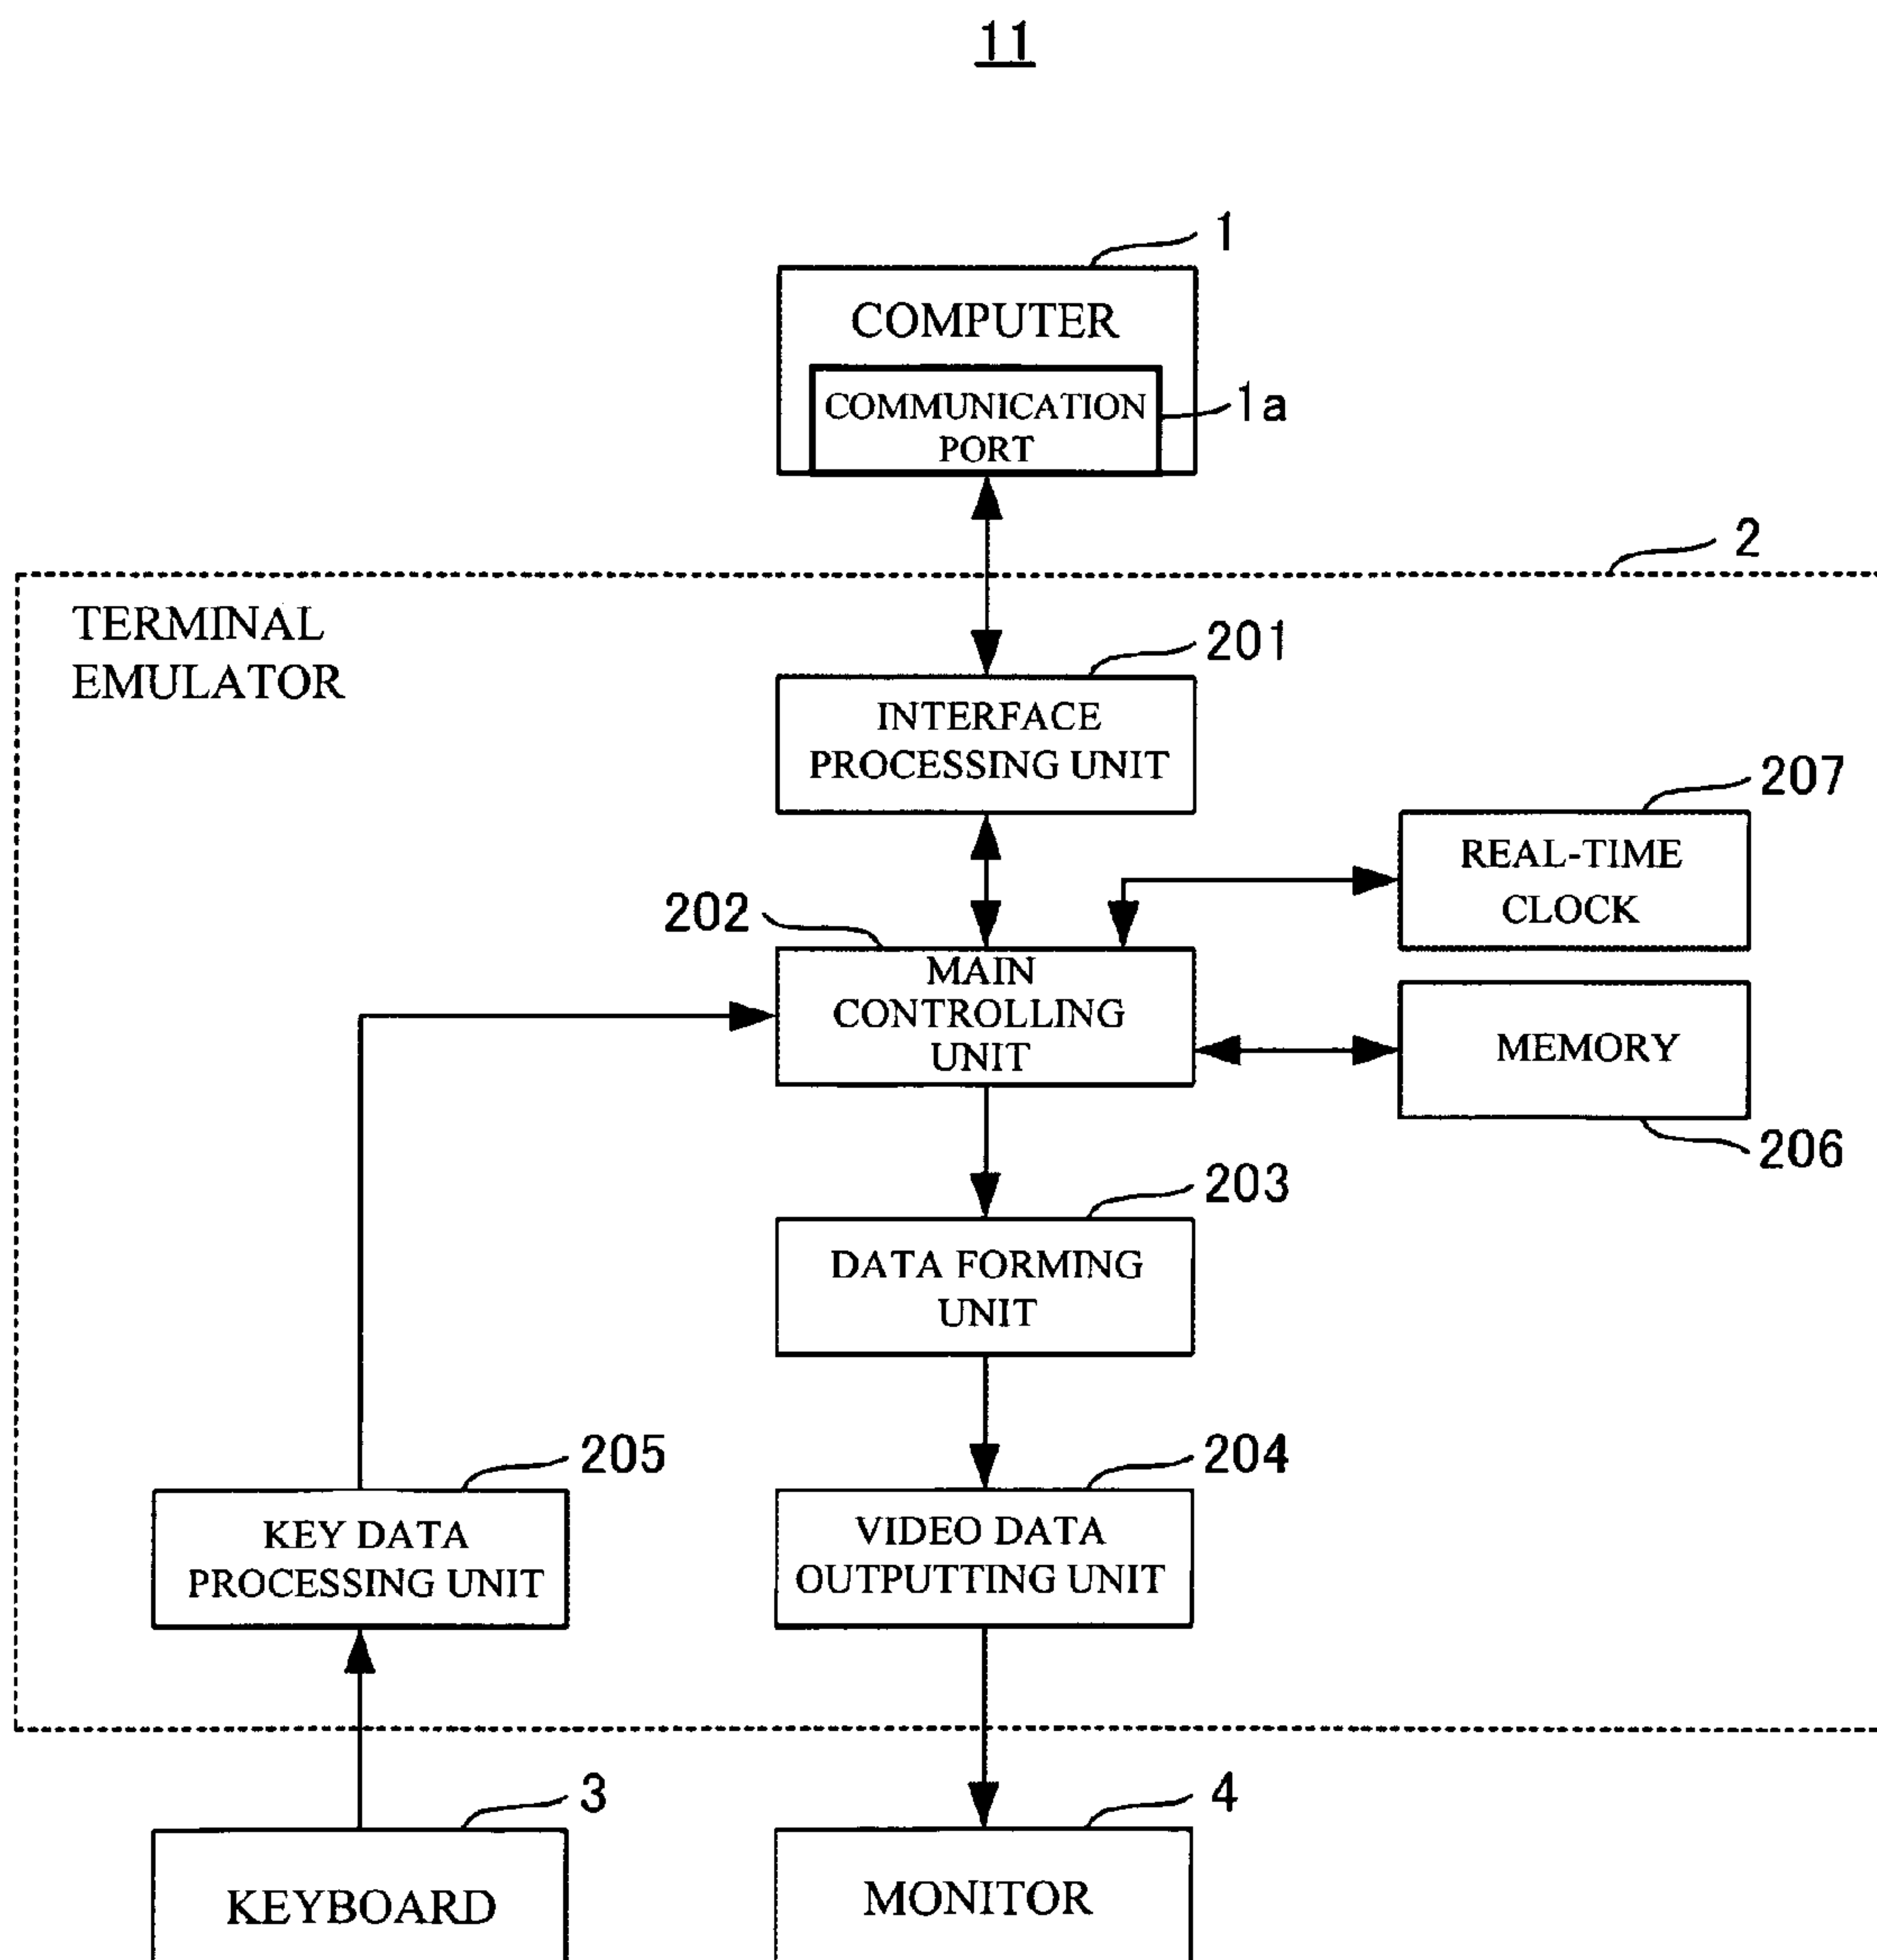 11
1
COMPUTER
COMMUNICATION
PORT
1a
2
TERMINAL
EMULATOR
201
INTERFACE
PROCESSING UNIT
207
REAL-TIME
CLOCK
202
MAIN
CONTROLLING
UNIT
MEMORY
206
203
DATA FORMING
UNIT
205
KEY DATA
PROCESSING UNIT
204
VIDEO DATA
OUTPUTTING UNIT
3
KEYBOARD
4
MONITOR